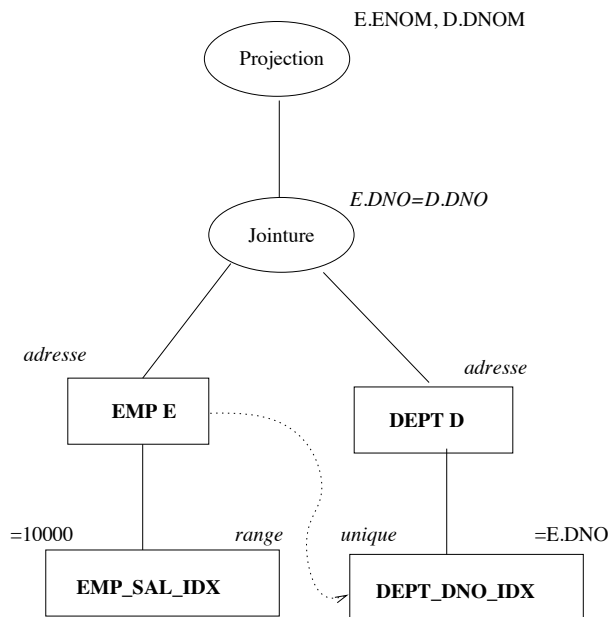 E.ENOM, D.DNOM
Projection
E.DNO=D.DNO
Jointure
adresse
adresse
EMP E
DEPT D
=10000
range
unique
=E.DNO
EMP_SAL_IDX
DEPT_DNO_IDX